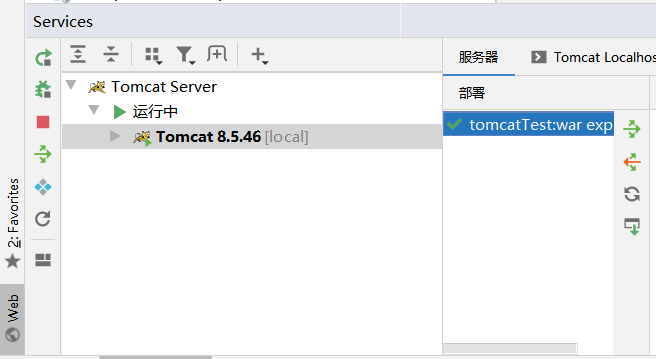 Services
服务器
Tomcat Localhos
Tomcat Server
部署
运行中
tomcatTest:war exp
Tomcat 8.5.46 [local]
2: Favorites
Web